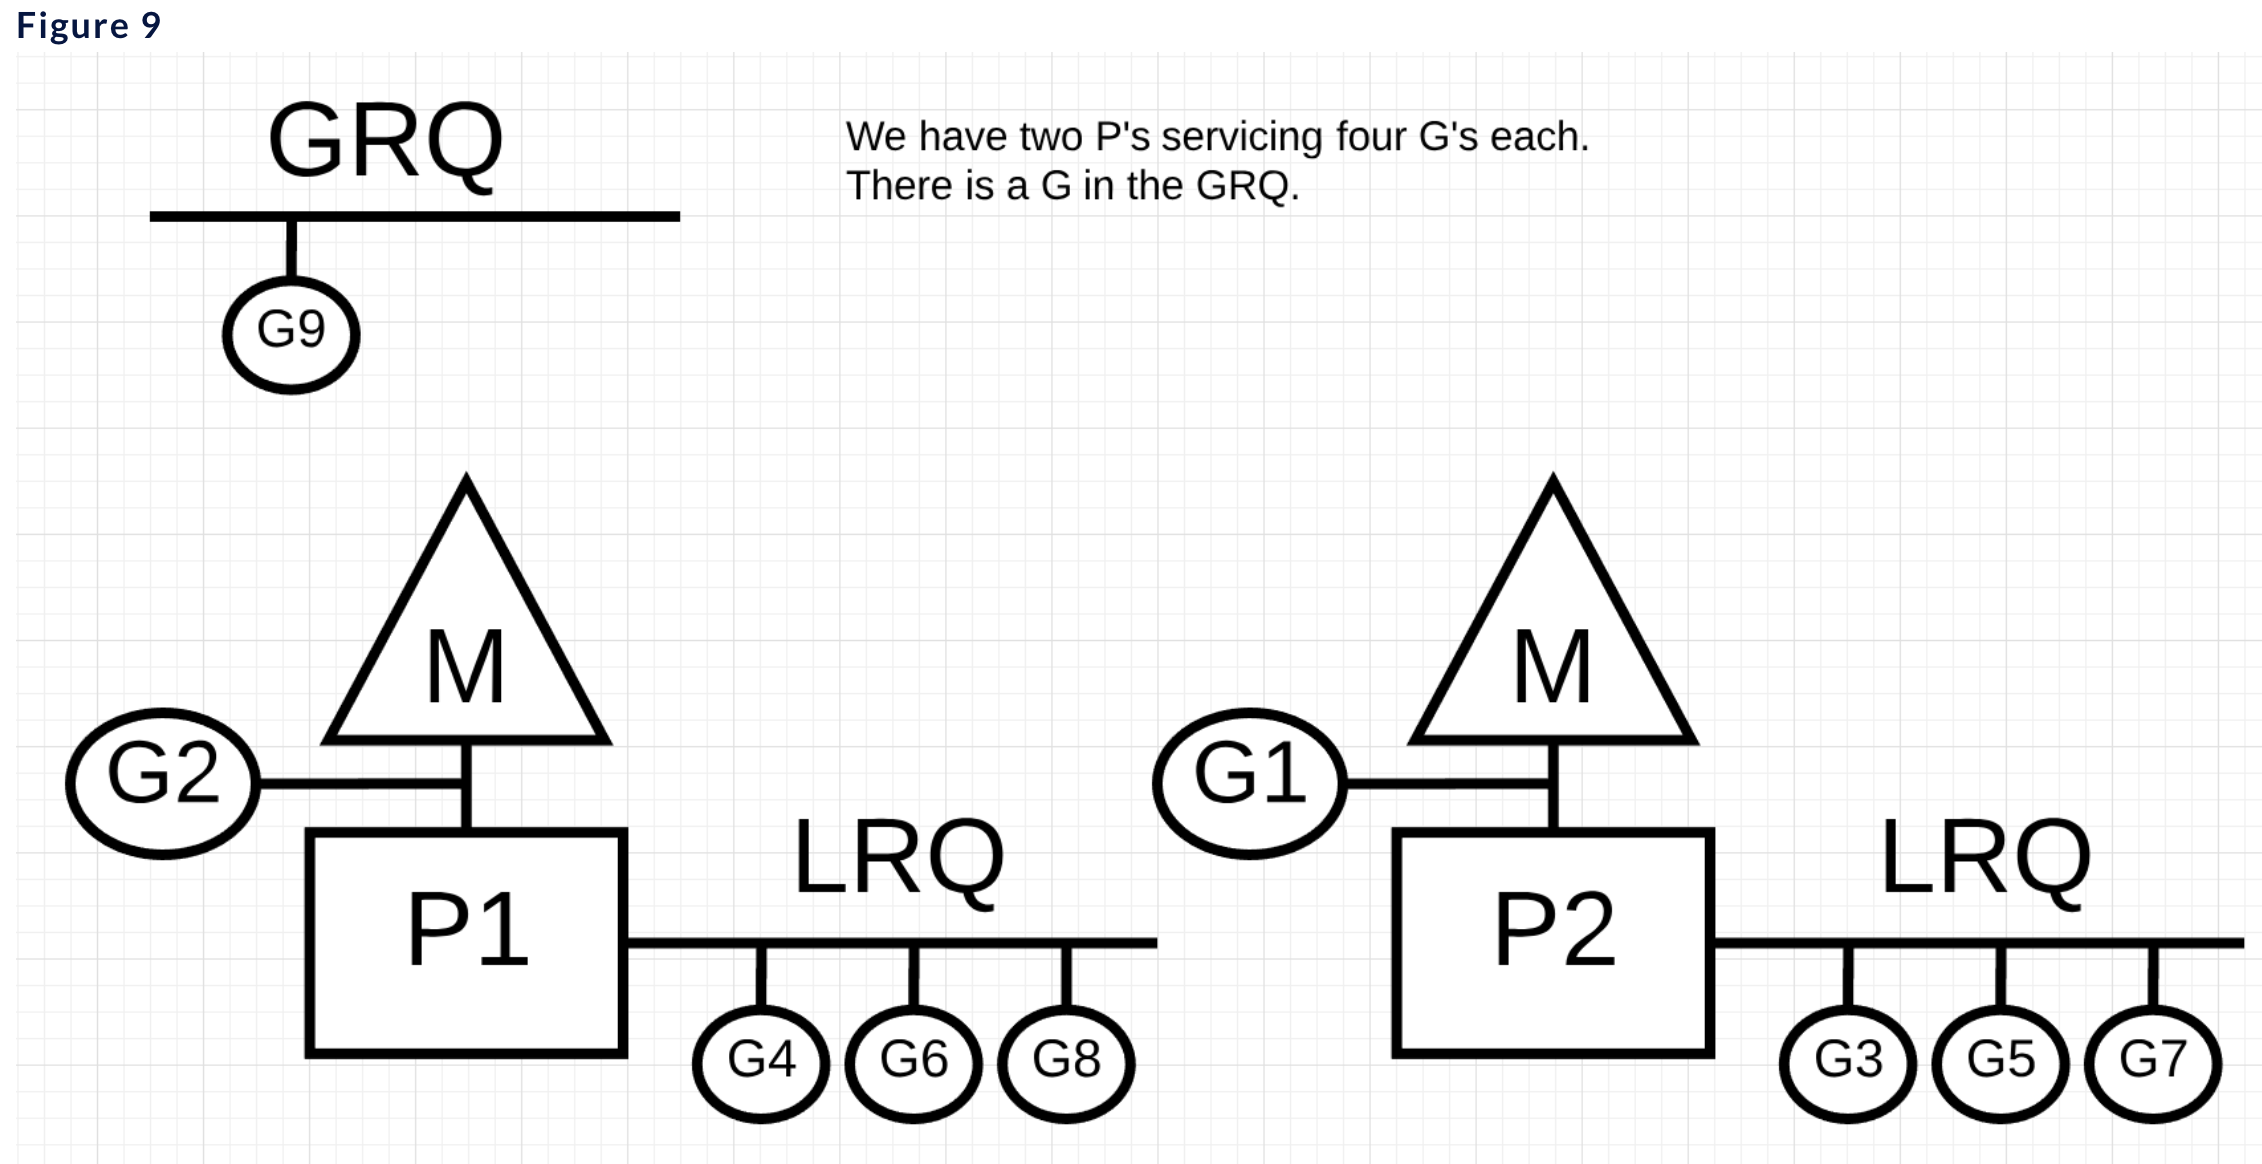 Figure 9
GRQ
We have two P's servicing four G's each.
There is a G in the GRQ.
G9
M
M
G2
G1
LRQ
LRQ
P1
P2
G4
G6
G8
G3
G5
G7